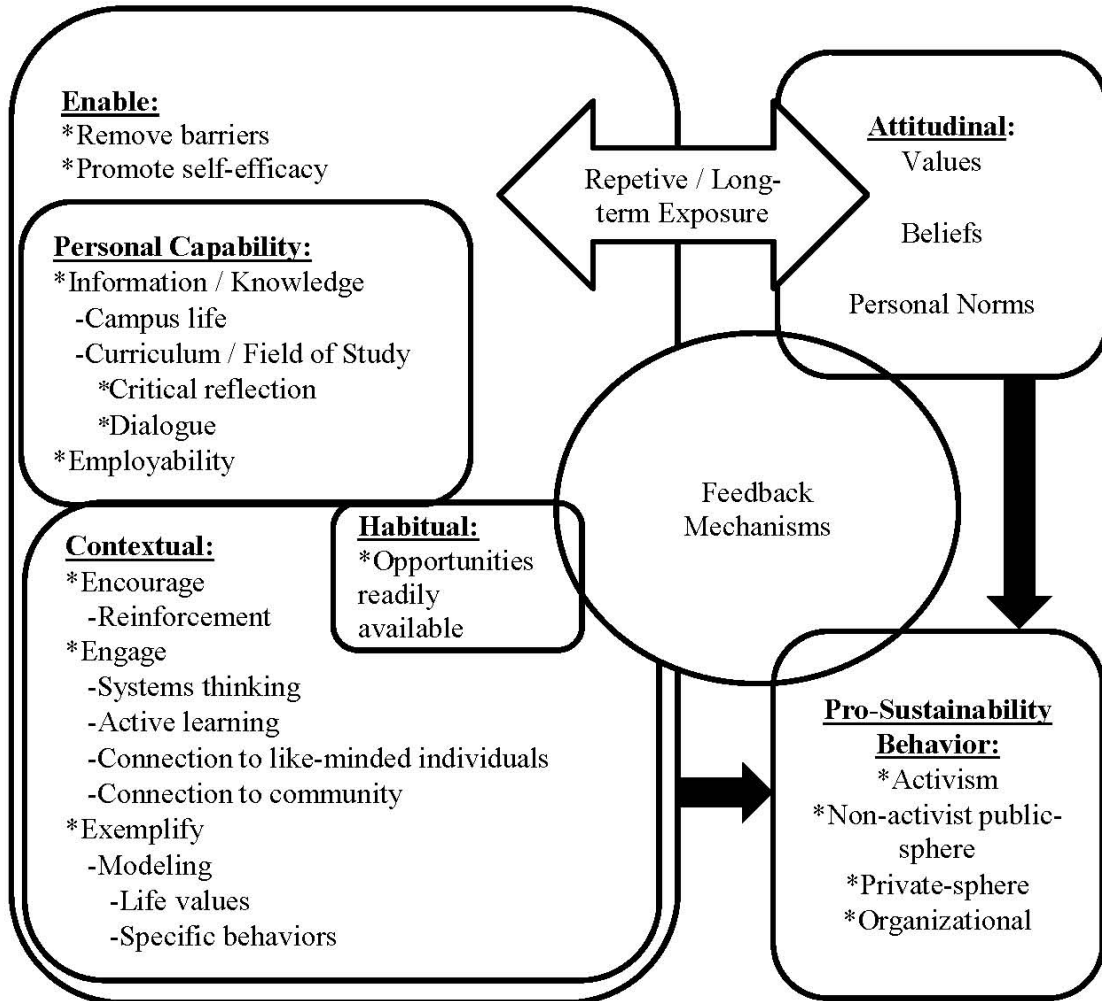 Enable:
*Remove barriers
*Promote self-efficacy
Personal Capability:
*Information / Knowledge
-Campus life
-Curriculum / Field of Study
*Critical reflection
*Dialogue
*Employability
Contextual:
*Encourage
-Reinforcement
*Engage
-Systems thinking
-Active learning
-Connection to like-minded individuals
-Connection to community
*Exemplify
-Modeling
-Life values
-Specific behaviors
Habitual:
*Opportunities
readily
available
Repetive / Long-
term Exposure
Attitudinal:
Values
Beliefs
Personal Norms
Feedback
Mechanisms
Pro-Sustainability
Behavior:
*Activism
*Non-activist public-
sphere
*Private-sphere
*Organizational